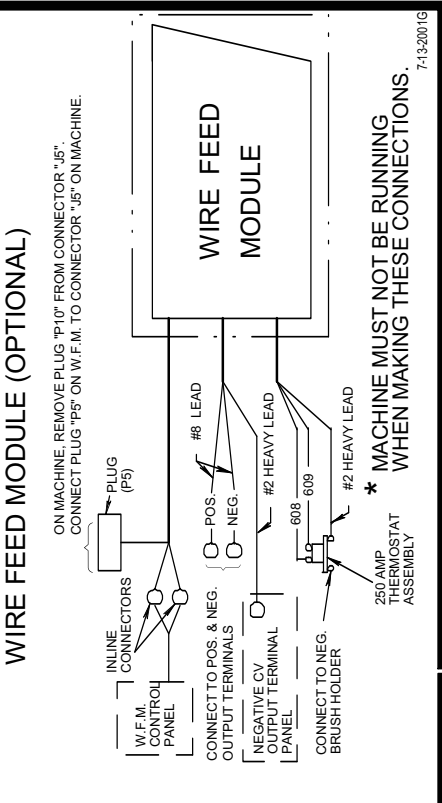 WIRE FEED MODULE (OPTIONAL)
ON MACHINE, REMOVE PLUG "P10" FROM CONNECTOR "J5".
CONNECT PLUG "P5" ON W.F.M. TO CONNECTOR "J5" ON MACHINE.
PLUG
(P5)
INLINE
CONNECTORS
W.F.M.
CONTROL
PANEL
#8 LEAD
POS.
NEG.
CONNECT TO POS. & NEG.
OUTPUT TERMINALS
#2 HEAVY LEAD
NEGATIVE CV
OUTPUT TERMINAL
PANEL
608
609
#2 HEAVY LEAD
CONNECT TO NEG.
BRUSH HOLDER
250 AMP
THERMOSTAT
ASSEMBLY
WIRE FEED
MODULE
* MACHINE MUST NOT BE RUNNING
WHEN MAKING THESE CONNECTIONS.
7-13-2001G